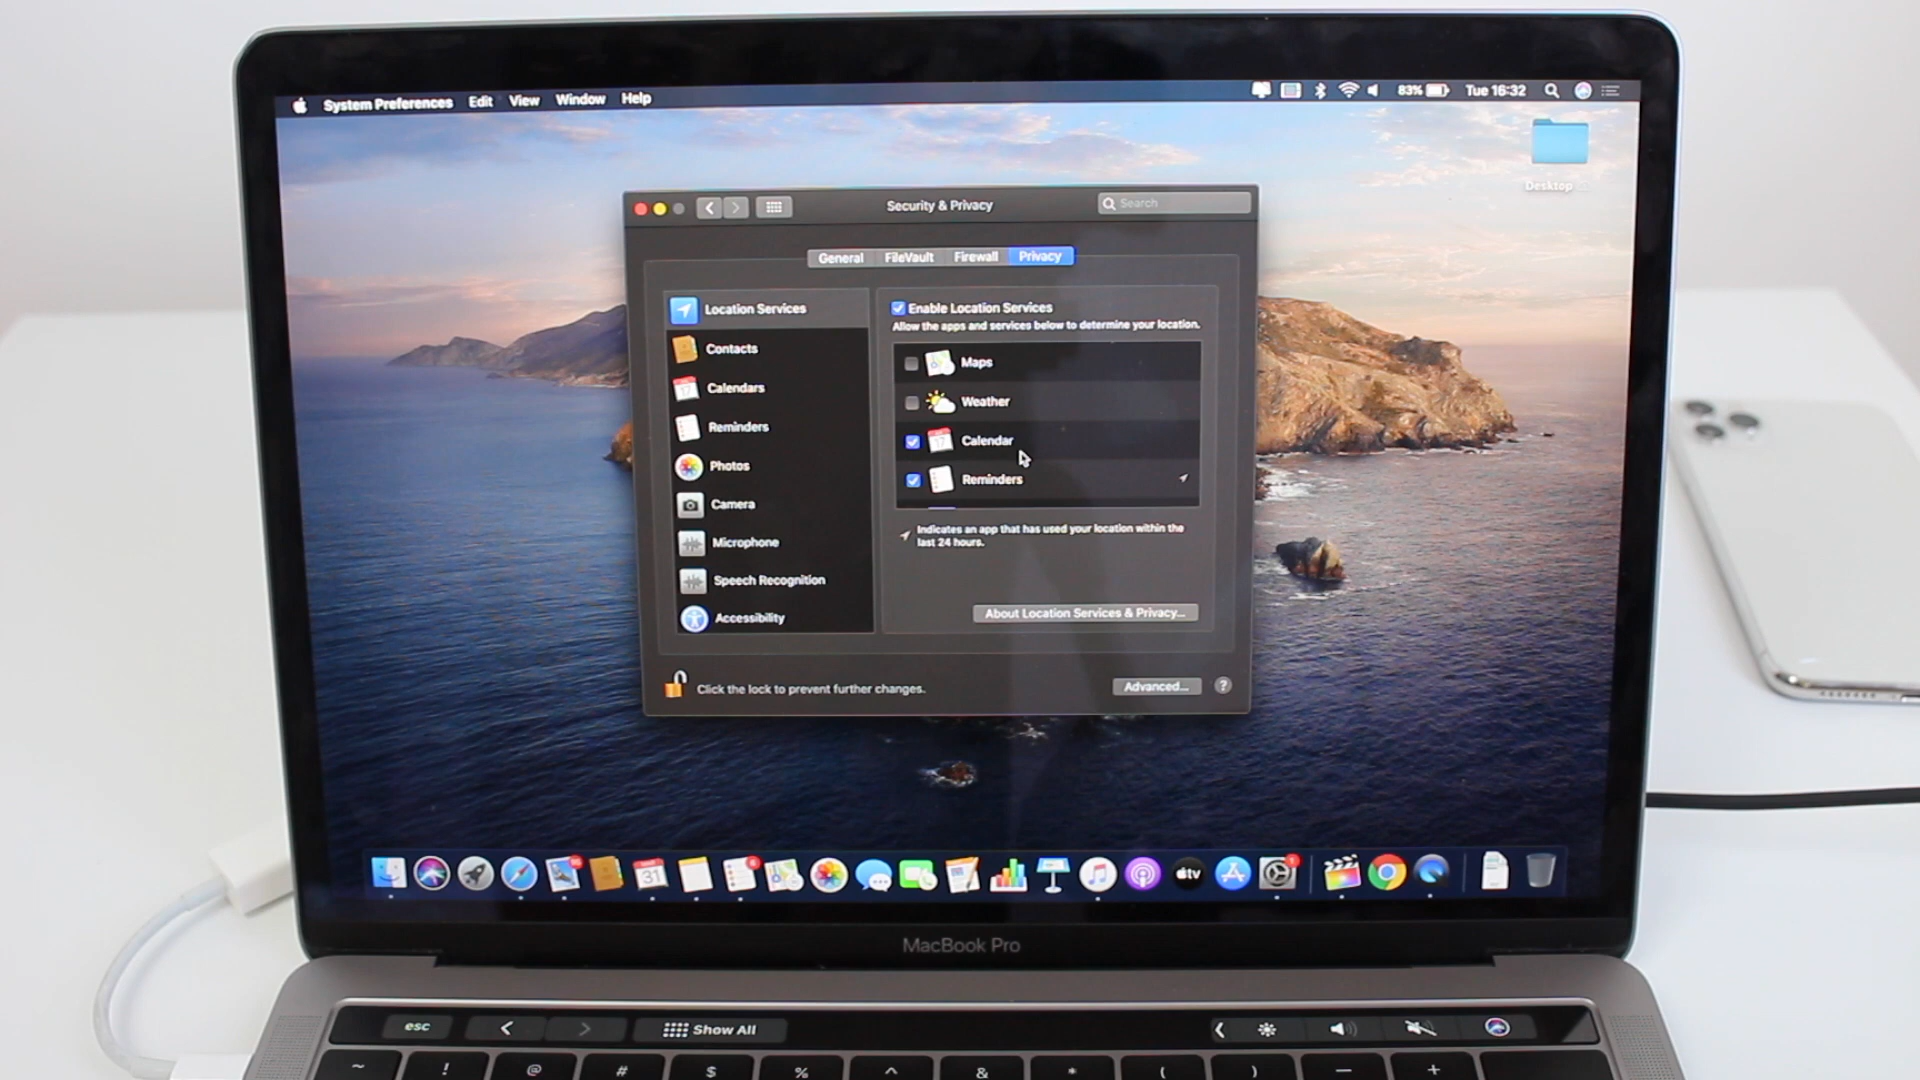 System Preferences Edit View Window Help
83% Tue 16:32
Desktop
Security & Privacy
Search
General FileVault Firewall Privacy
Location Services
Contacts
Calendars
Reminders
Photos
Camera
Microphone
Speech Recognition
Accessibility
Enable Location Services
Allow the apps and services below to determine your location.
Maps
Weather
17 Calendar
Reminders
Indicates an app that has used your location within the
last 24 hours.
About Location Services & Privacy...
Click the lock to prevent further changes.
Advanced... ?
31
tv
MacBook Pro
esc < > Show All <
~ ! @ # $ % ^ & * ( ) — +